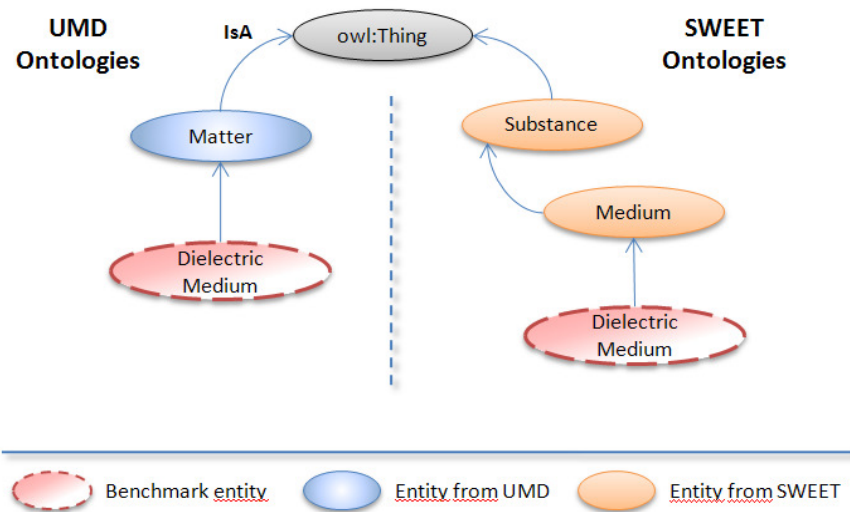 UMD
Ontologies
IsA
owl:Thing
SWEET
Ontologies
Matter
Substance
Medium
Dielectric
Medium
Dielectric
Medium
Benchmark entity
Entity from UMD
Entity from SWEET